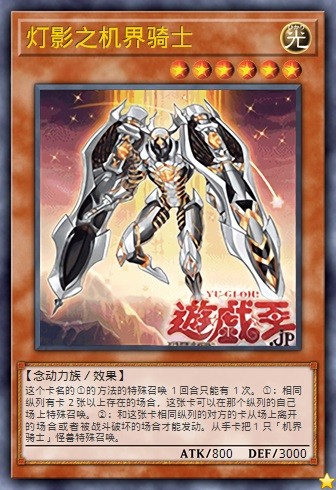 灯影之机界骑士
光
YU-GI-OH!
遊戯王
.JP
【念动力族／效果】
这个卡名的①的方法的特殊召唤 1 回合只能有 1 次。①：相同
纵列有卡 2 张以上存在的场合，这张卡可以在那个纵列的自己
场上特殊召唤。②：和这张卡相同纵列的对方的卡从场上离开
的场合或者被战斗破坏的场合才能发动。从手卡把 1 只「机界
骑士」怪兽特殊召唤。
ATK/800 DEF/3000